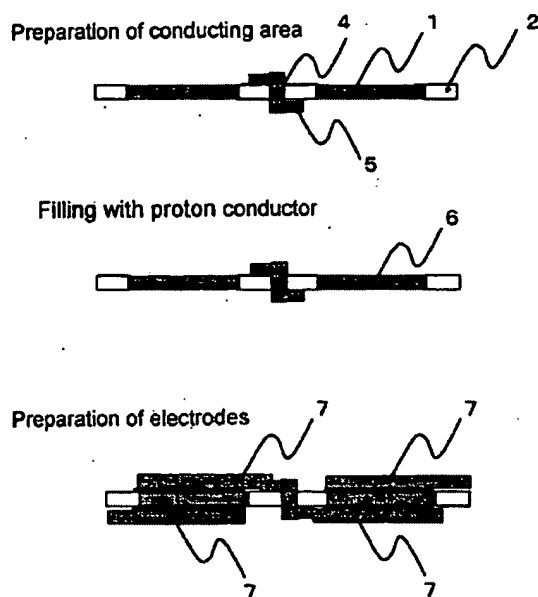 Preparation of conducting area
4 1 2
5
Filling with proton conductor
6
Preparation of electrodes
7 7
7 7